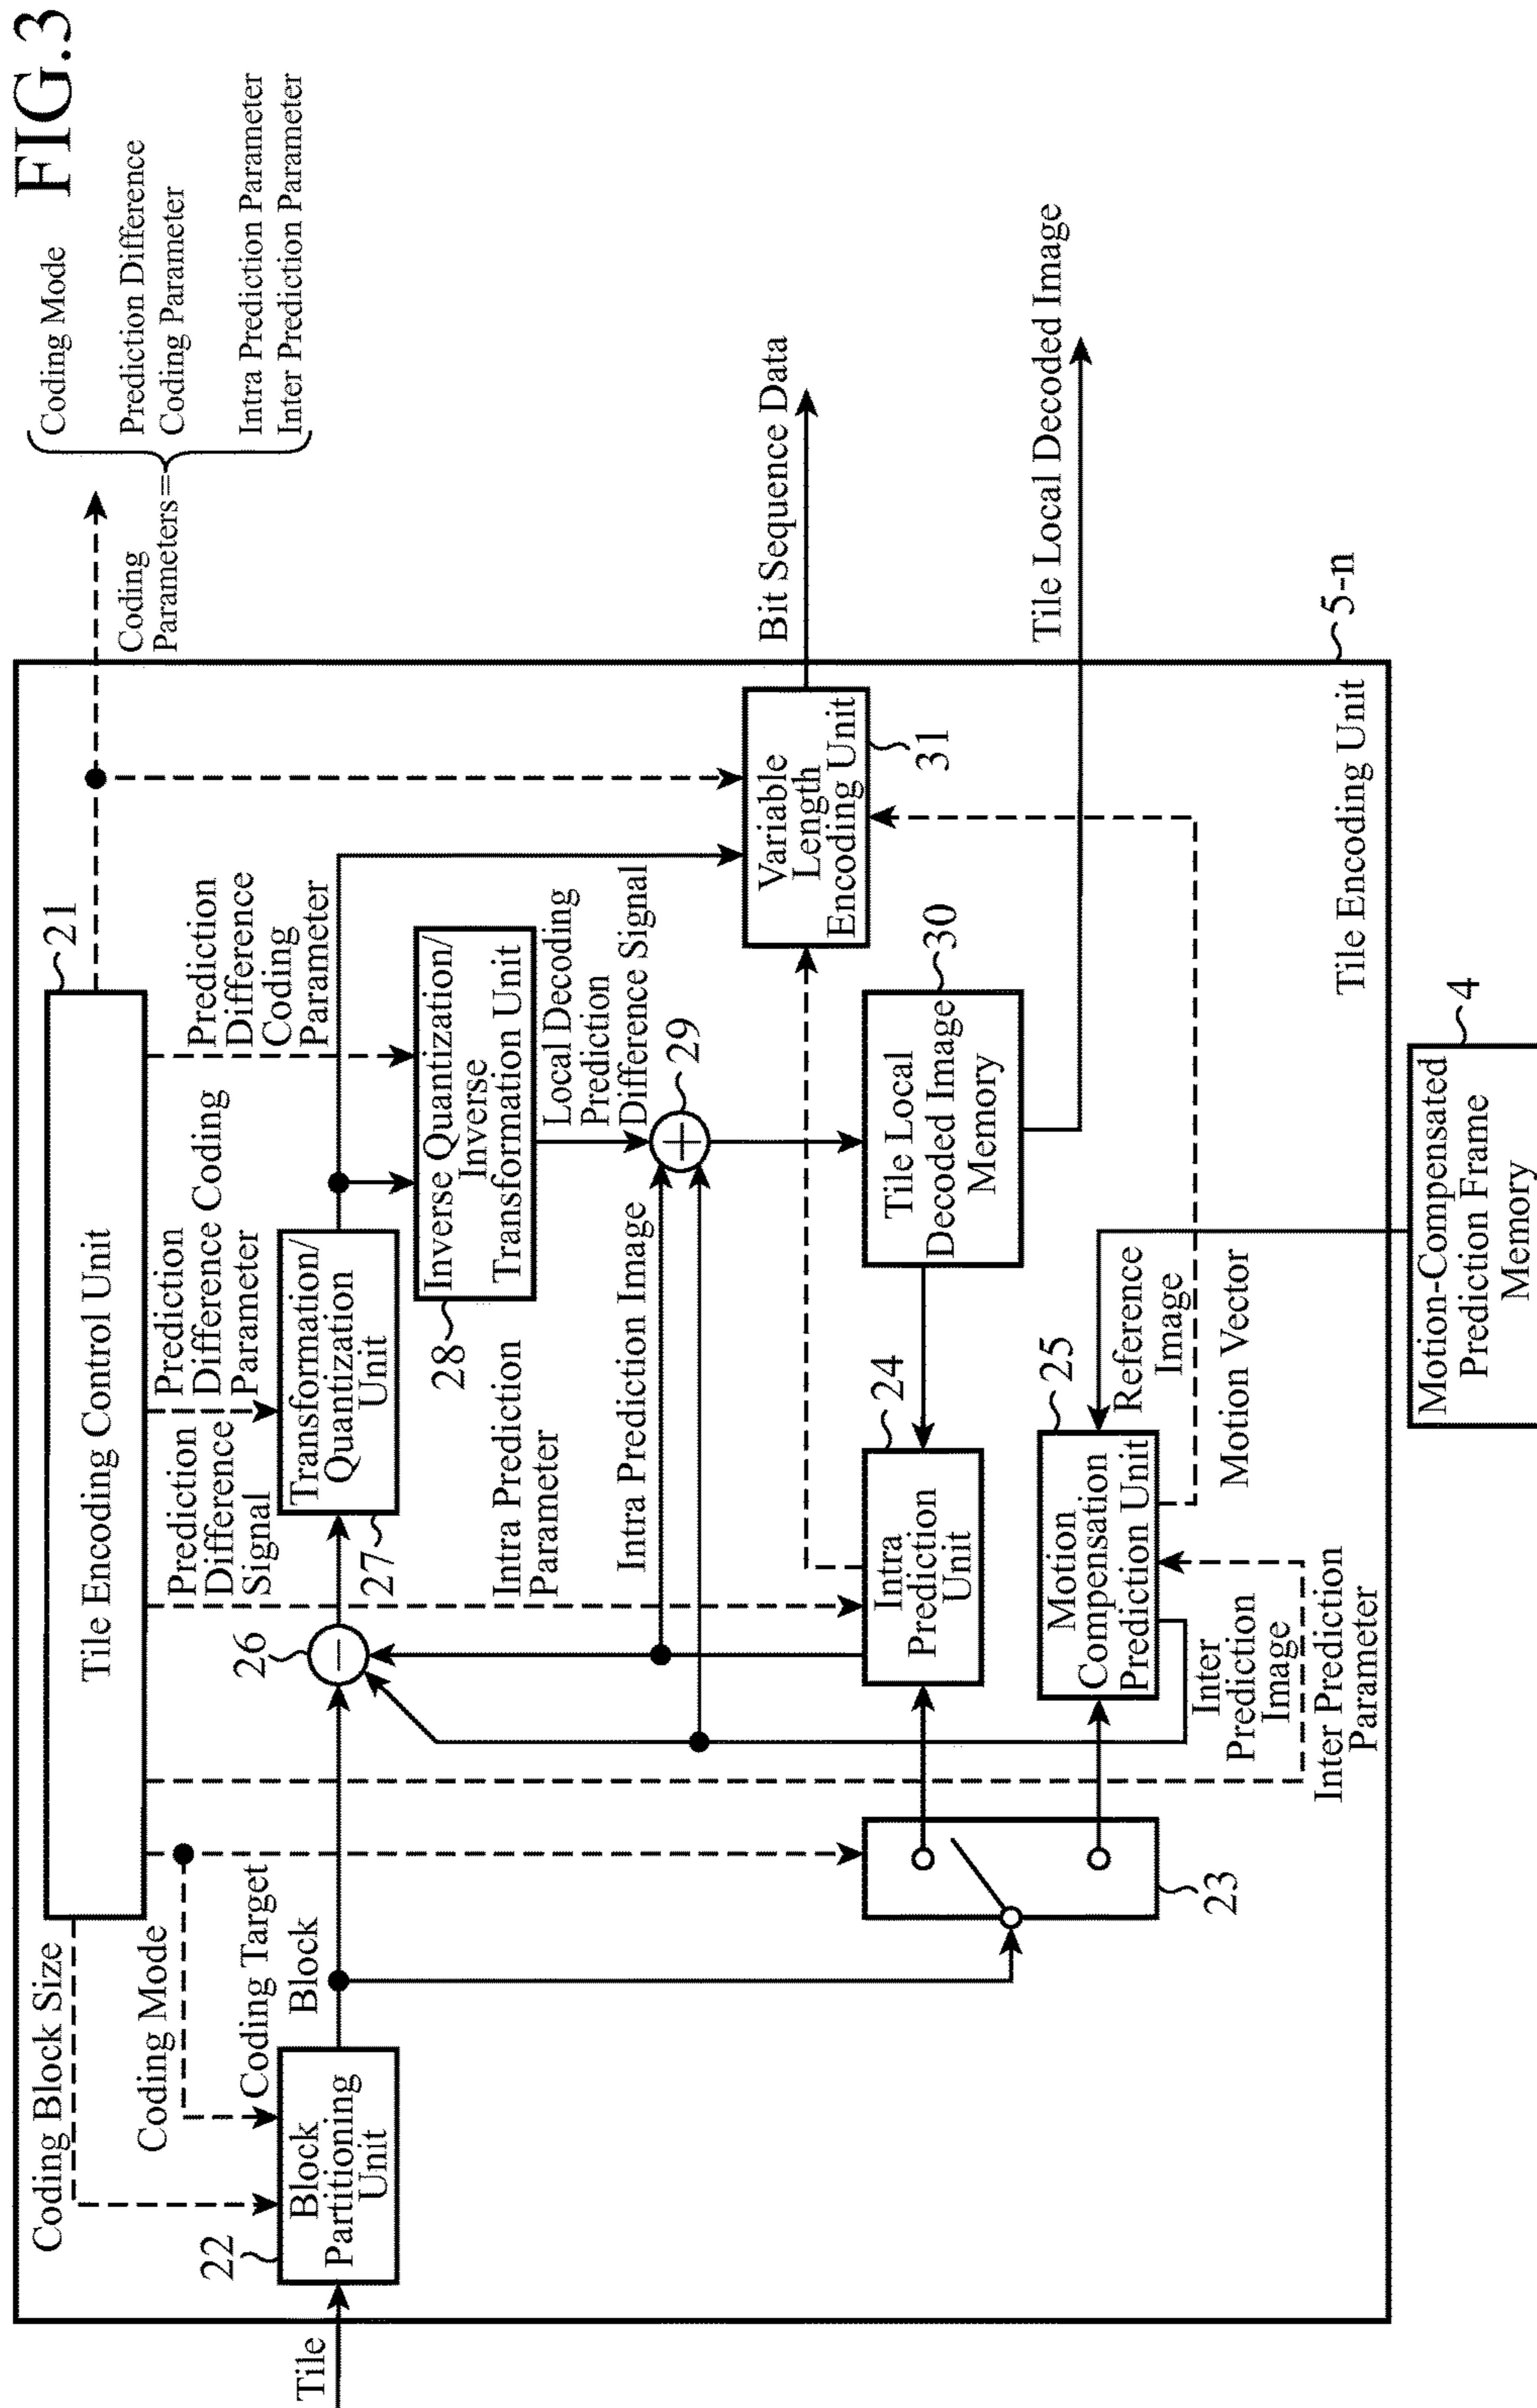 FIG.3
Coding Mode
Prediction Difference
Coding Parameter
Intra Prediction Parameter
Inter Prediction Parameter
Coding
Parameters=
21
Tile Encoding Control Unit
Coding Block Size
Coding Mode
Coding Target
Block
Tile
22
Block
Partitioning
Unit
26
−
Prediction
Difference
Signal
Prediction
Difference Coding
Parameter
Prediction
Difference
Coding
Parameter
27
Transformation/
Quantization
Unit
28
Inverse Quantization/
Inverse
Transformation Unit
Local Decoding
Prediction
Difference Signal
Intra Prediction
Parameter
Intra Prediction Image
+
29
Variable
Length
Encoding Unit
31
Bit Sequence Data
23
24
Intra
Prediction
Unit
30
Tile Local
Decoded Image
Memory
Tile Local Decoded Image
25
Motion
Compensation
Prediction Unit
Reference
Image
Motion Vector
Inter
Prediction
Image
Inter Prediction
Parameter
Tile Encoding Unit
5-n
4
Motion-Compensated
Prediction Frame
Memory